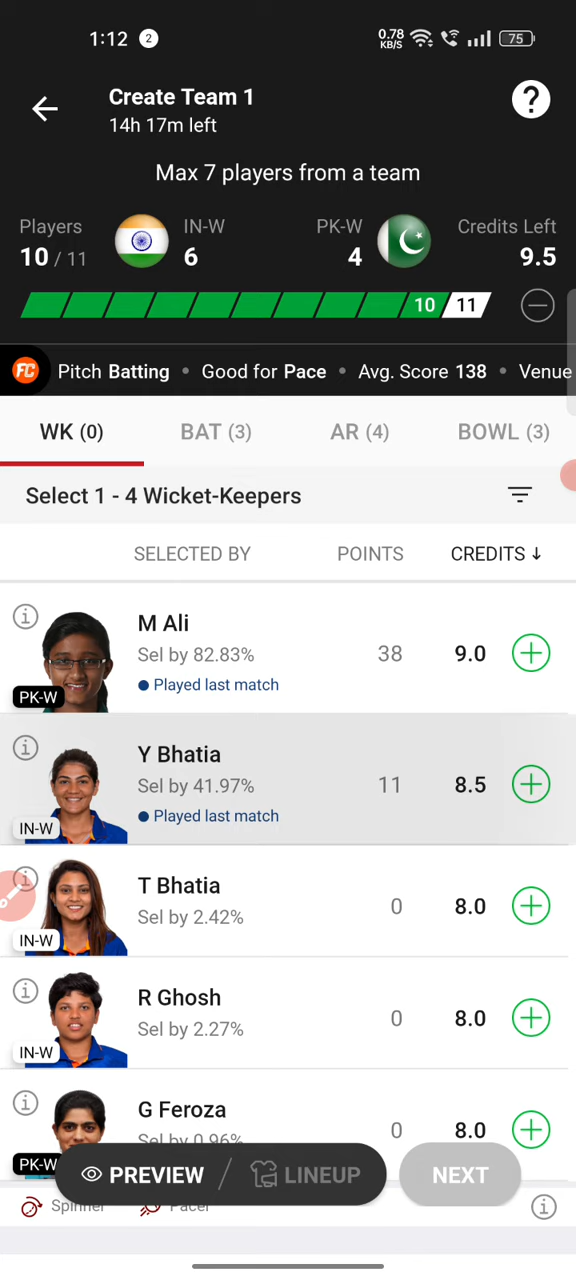 1:12 2 0.78 KB/S 75
Create Team 1
14h 17m left
?
Max 7 players from a team
Players IN-W PK-W Credits Left
10 / 11 6 4 9.5
10 11
FC Pitch Batting • Good for Pace • Avg. Score 138 • Venue
WK (0) BAT (3) AR (4) BOWL (3)
Select 1 - 4 Wicket-Keepers
SELECTED BY POINTS CREDITS ↓
M Ali
Sel by 82.83% 38 9.0
Played last match
PK-W
Y Bhatia
Sel by 41.97% 11 8.5
Played last match
IN-W
T Bhatia
Sel by 2.42% 0 8.0
IN-W
R Ghosh
Sel by 2.27% 0 8.0
IN-W
G Feroza
Sel by 0.96% 0 8.0
PK-W
PREVIEW / LINEUP NEXT
Spinner Pacer